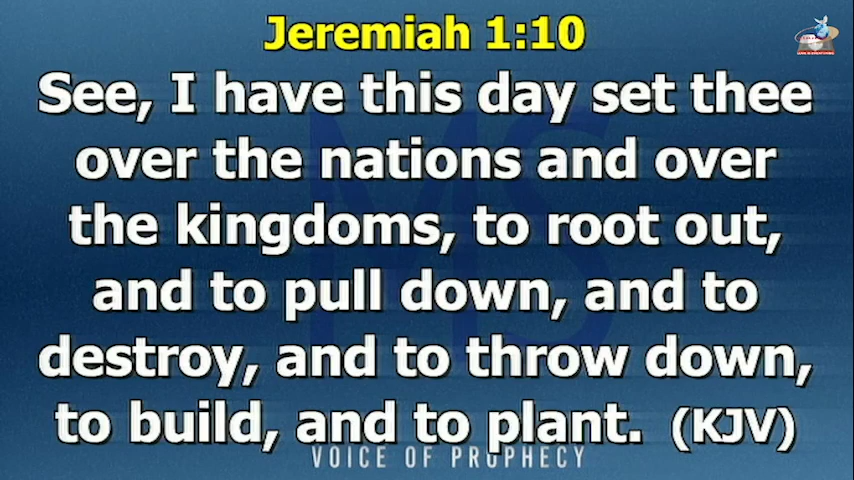 Jeremiah 1:10
See, I have this day set thee
over the nations and over
the kingdoms, to root out,
and to pull down, and to
destroy, and to throw down,
to build, and to plant. (KJV)
VOICE OF PROPHECY
MS